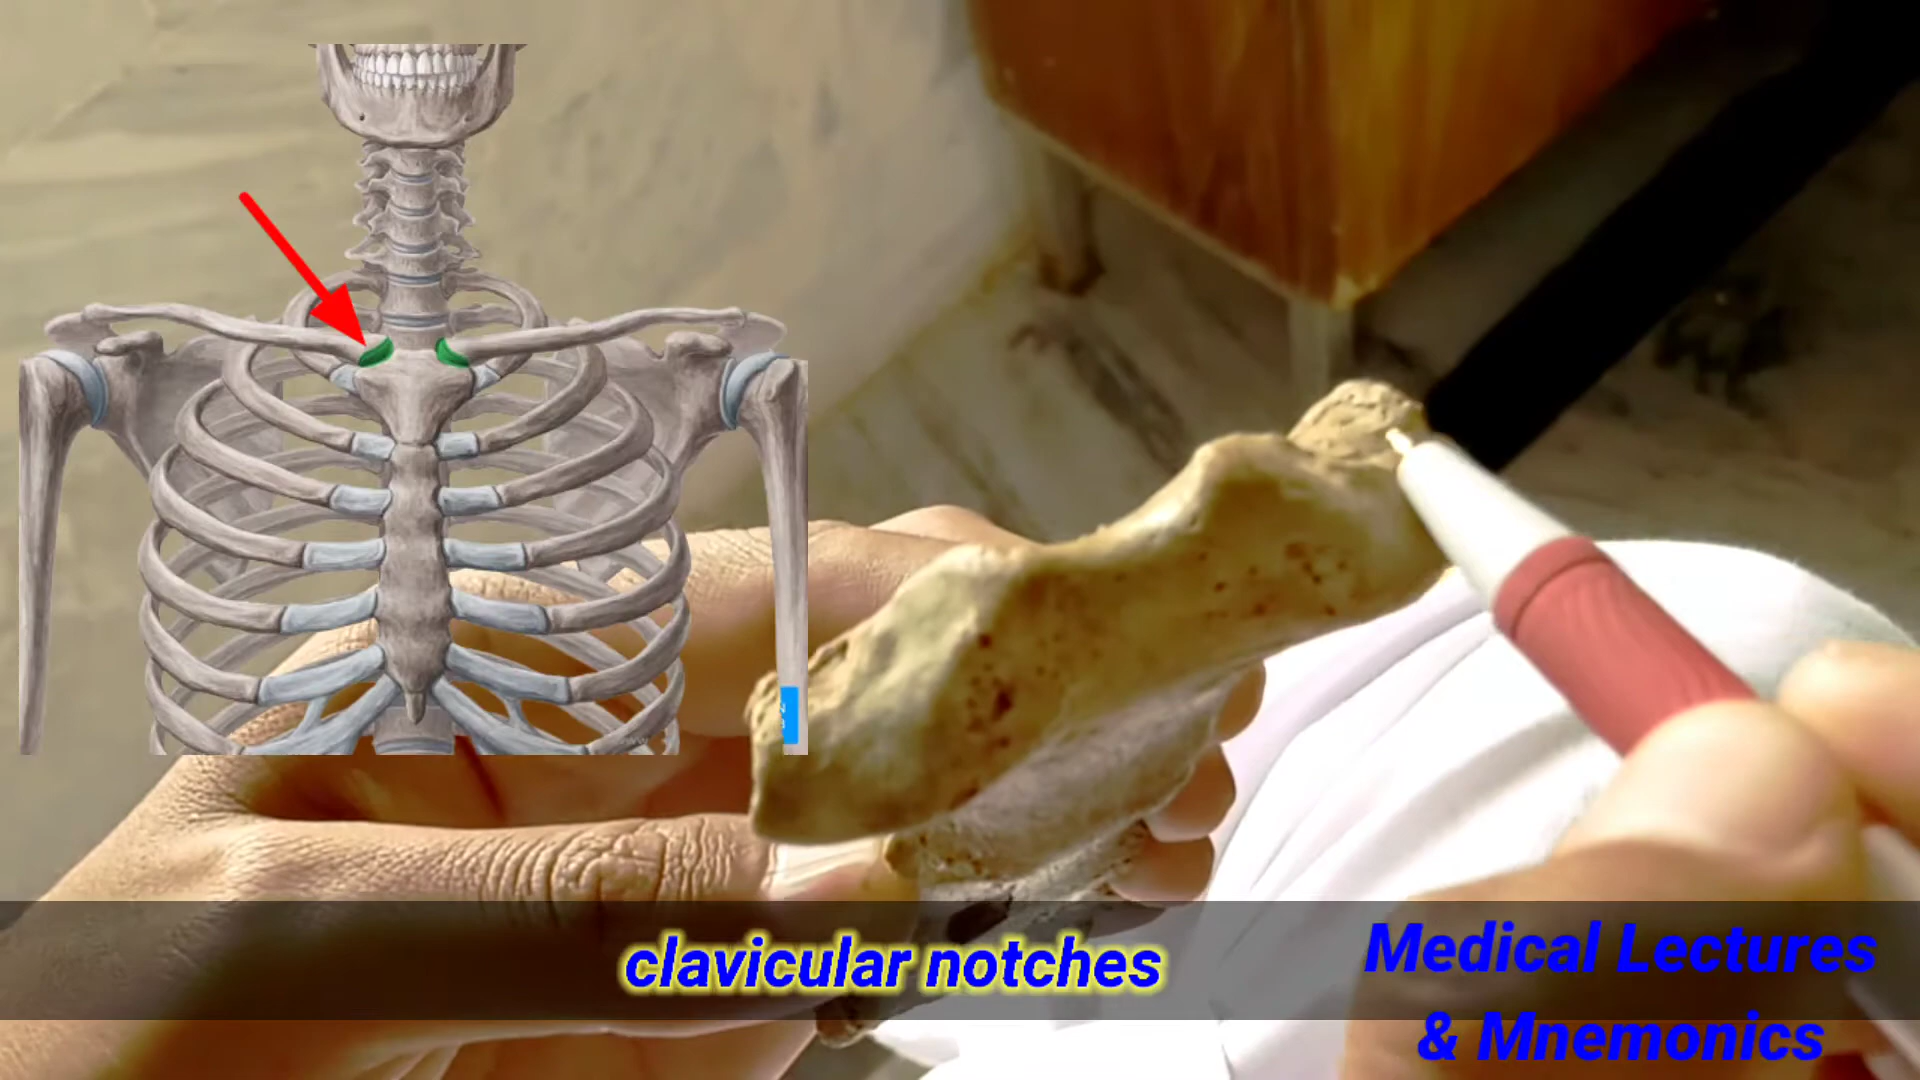 clavicular notches
Medical Lectures
& Mnemonics